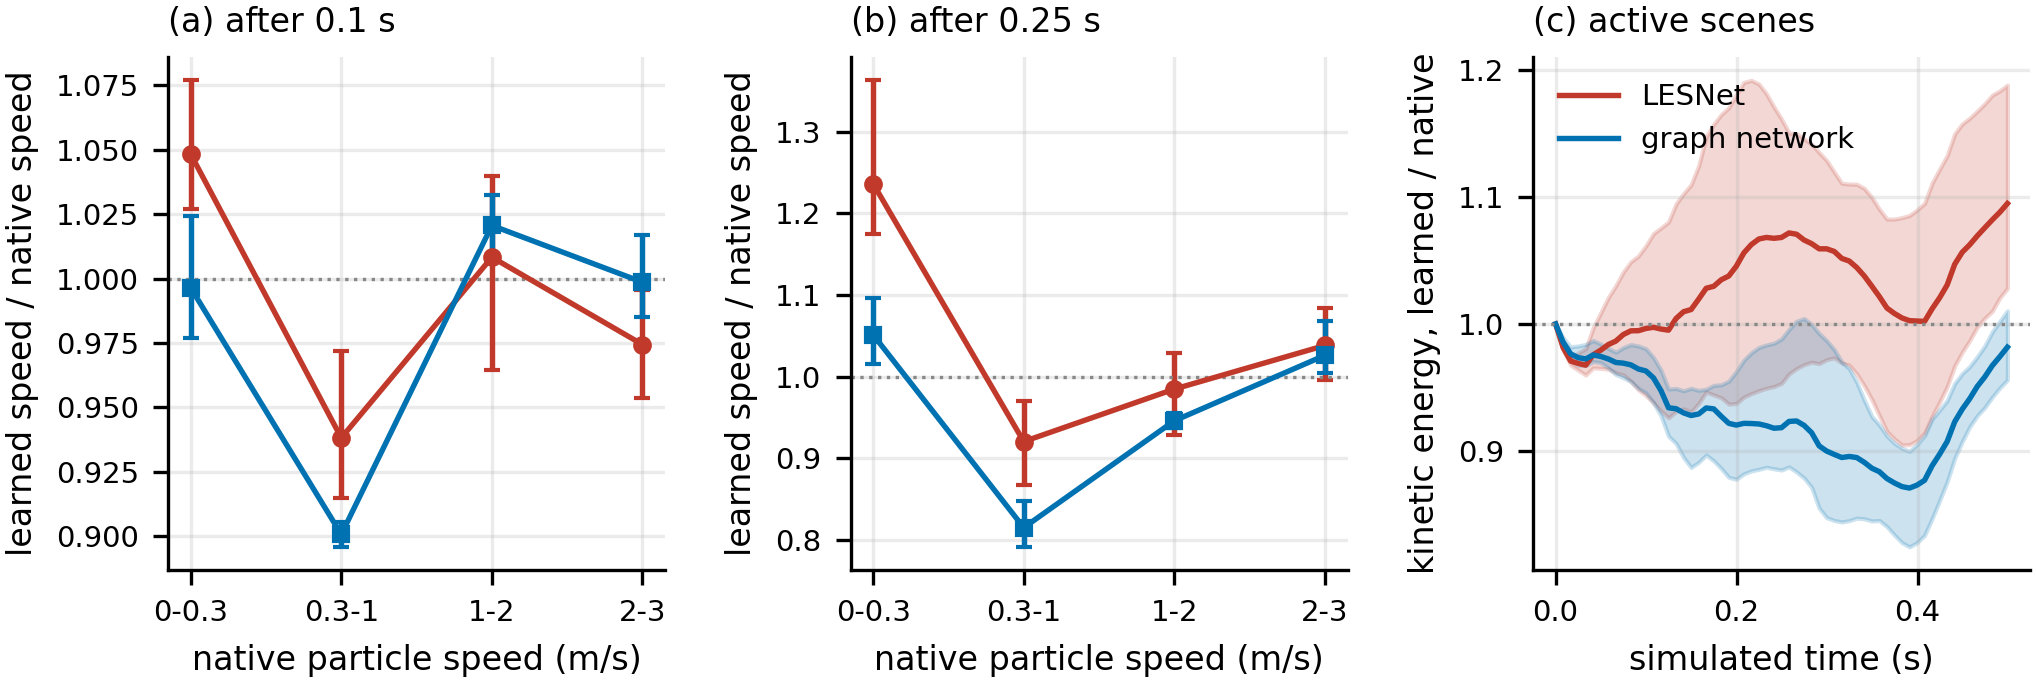 (a) after 0.1 s
learned speed / native speed
1.075
1.050
1.025
1.000
0.975
0.950
0.925
0.900
0-0.3 0.3-1 1-2 2-3
native particle speed (m/s)
(b) after 0.25 s
learned speed / native speed
1.3
1.2
1.1
1.0
0.9
0.8
0-0.3 0.3-1 1-2 2-3
native particle speed (m/s)
(c) active scenes
kinetic energy, learned / native
1.2
1.1
1.0
0.9
LESNet
graph network
0.0 0.2 0.4
simulated time (s)